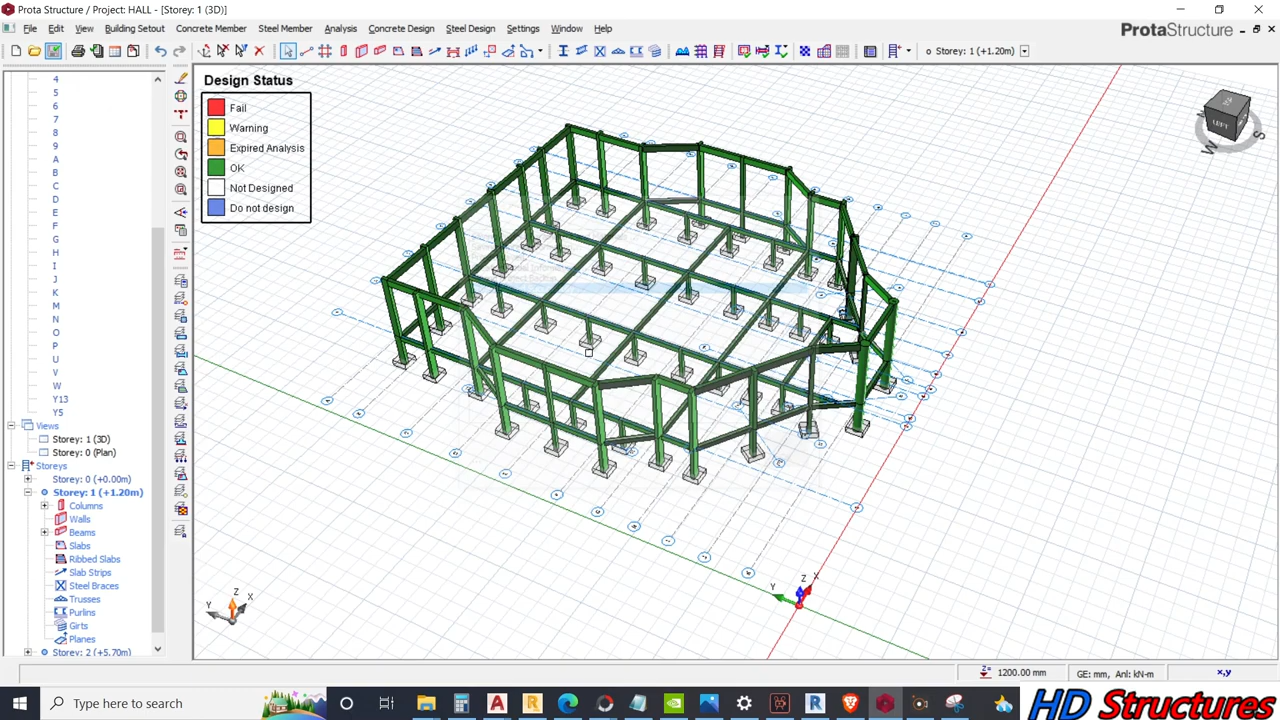 Prota Structure / Project: HALL - [Storey: 1 (3D)]
File Edit View Building Setout Concrete Member Steel Member Analysis Concrete Design Steel Design Settings Window Help
ProtaStructure
Storey: 1 (+1.20m)
Design Status
Fail
Warning
Expired Analysis
OK
Not Designed
Do not design
4
5
6
7
8
9
A
B
C
D
E
F
G
H
I
J
K
M
N
O
P
U
V
W
Y13
Y5
Views
Storey: 1 (3D)
Storey: 0 (Plan)
Storeys
Storey: 0 (+0.00m)
Storey: 1 (+1.20m)
Columns
Walls
Beams
Slabs
Ribbed Slabs
Slab Strips
Steel Braces
Trusses
Purlins
Girts
Planes
Storey: 2 (+5.70m)
LEFT
W
S
Z
Y
X
Z
Y
X
Z= 1200.00 mm
GE: mm, Anl: kN-m
x,y
Type here to search
HD Structures